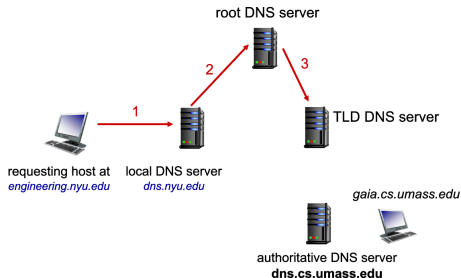 root DNS server
2
3
1
TLD DNS server
requesting host at
engineering.nyu.edu
local DNS server
dns.nyu.edu
gaia.cs.umass.edu
authoritative DNS server
dns.cs.umass.edu